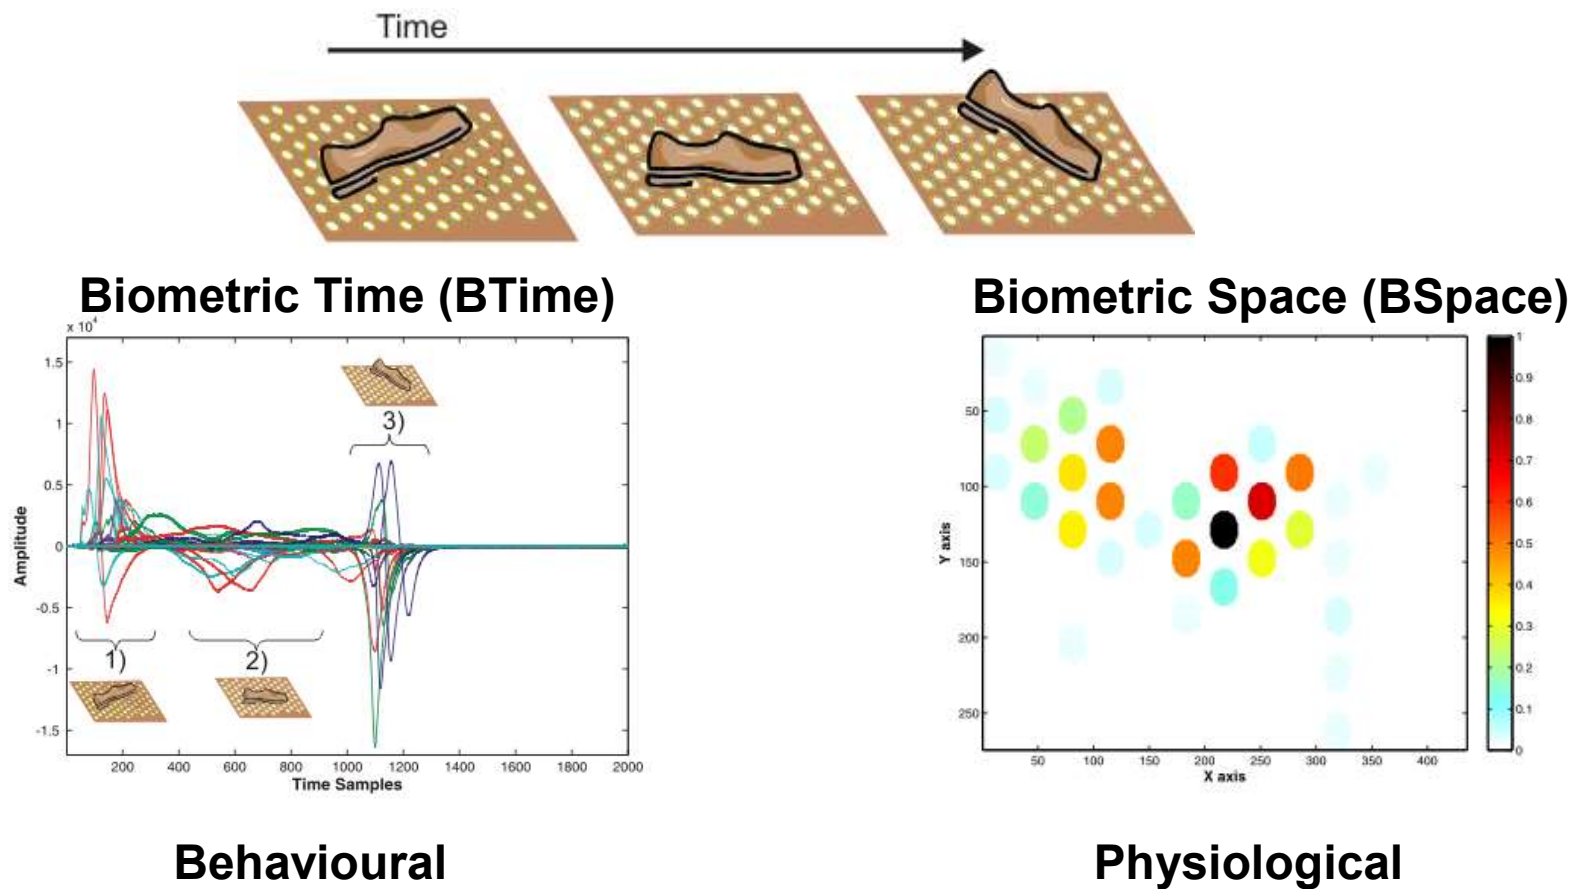 Time
Biometric Time (BTime)
Biometric Space (BSpace)
x 10⁴
1.5
1
0.5
0
-0.5
-1
-1.5
Amplitude
1)
2)
3)
200 400 600 800 1000 1200 1400 1600 1800 2000
Time Samples
50
100
150
200
250
Y axis
50 100 150 200 250 300 350 400
X axis
1
0.9
0.8
0.7
0.6
0.5
0.4
0.3
0.2
0.1
0
Behavioural
Physiological